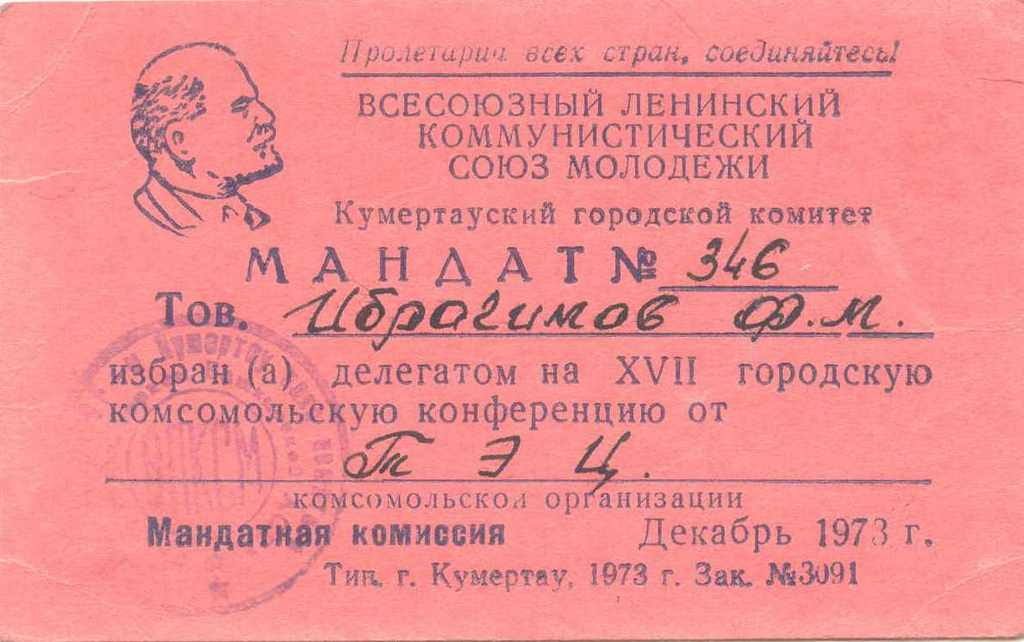 Пролетарии всех стран, соединяйтесь!
ВСЕСОЮЗНЫЙ ЛЕНИНСКИЙ
КОММУНИСТИЧЕСКИЙ
СОЮЗ МОЛОДЕЖИ
Кумертауский городской комитет
МАНДАТ № 346
Тов. Ибрагимов Ф.М.
избран (а) делегатом на XVII городскую
комсомольскую конференцию от
Т Э Ц.
комсомольской организации
Мандатная комиссия Декабрь 1973 г.
Тип. г. Кумертау, 1973 г. Зак. №3091